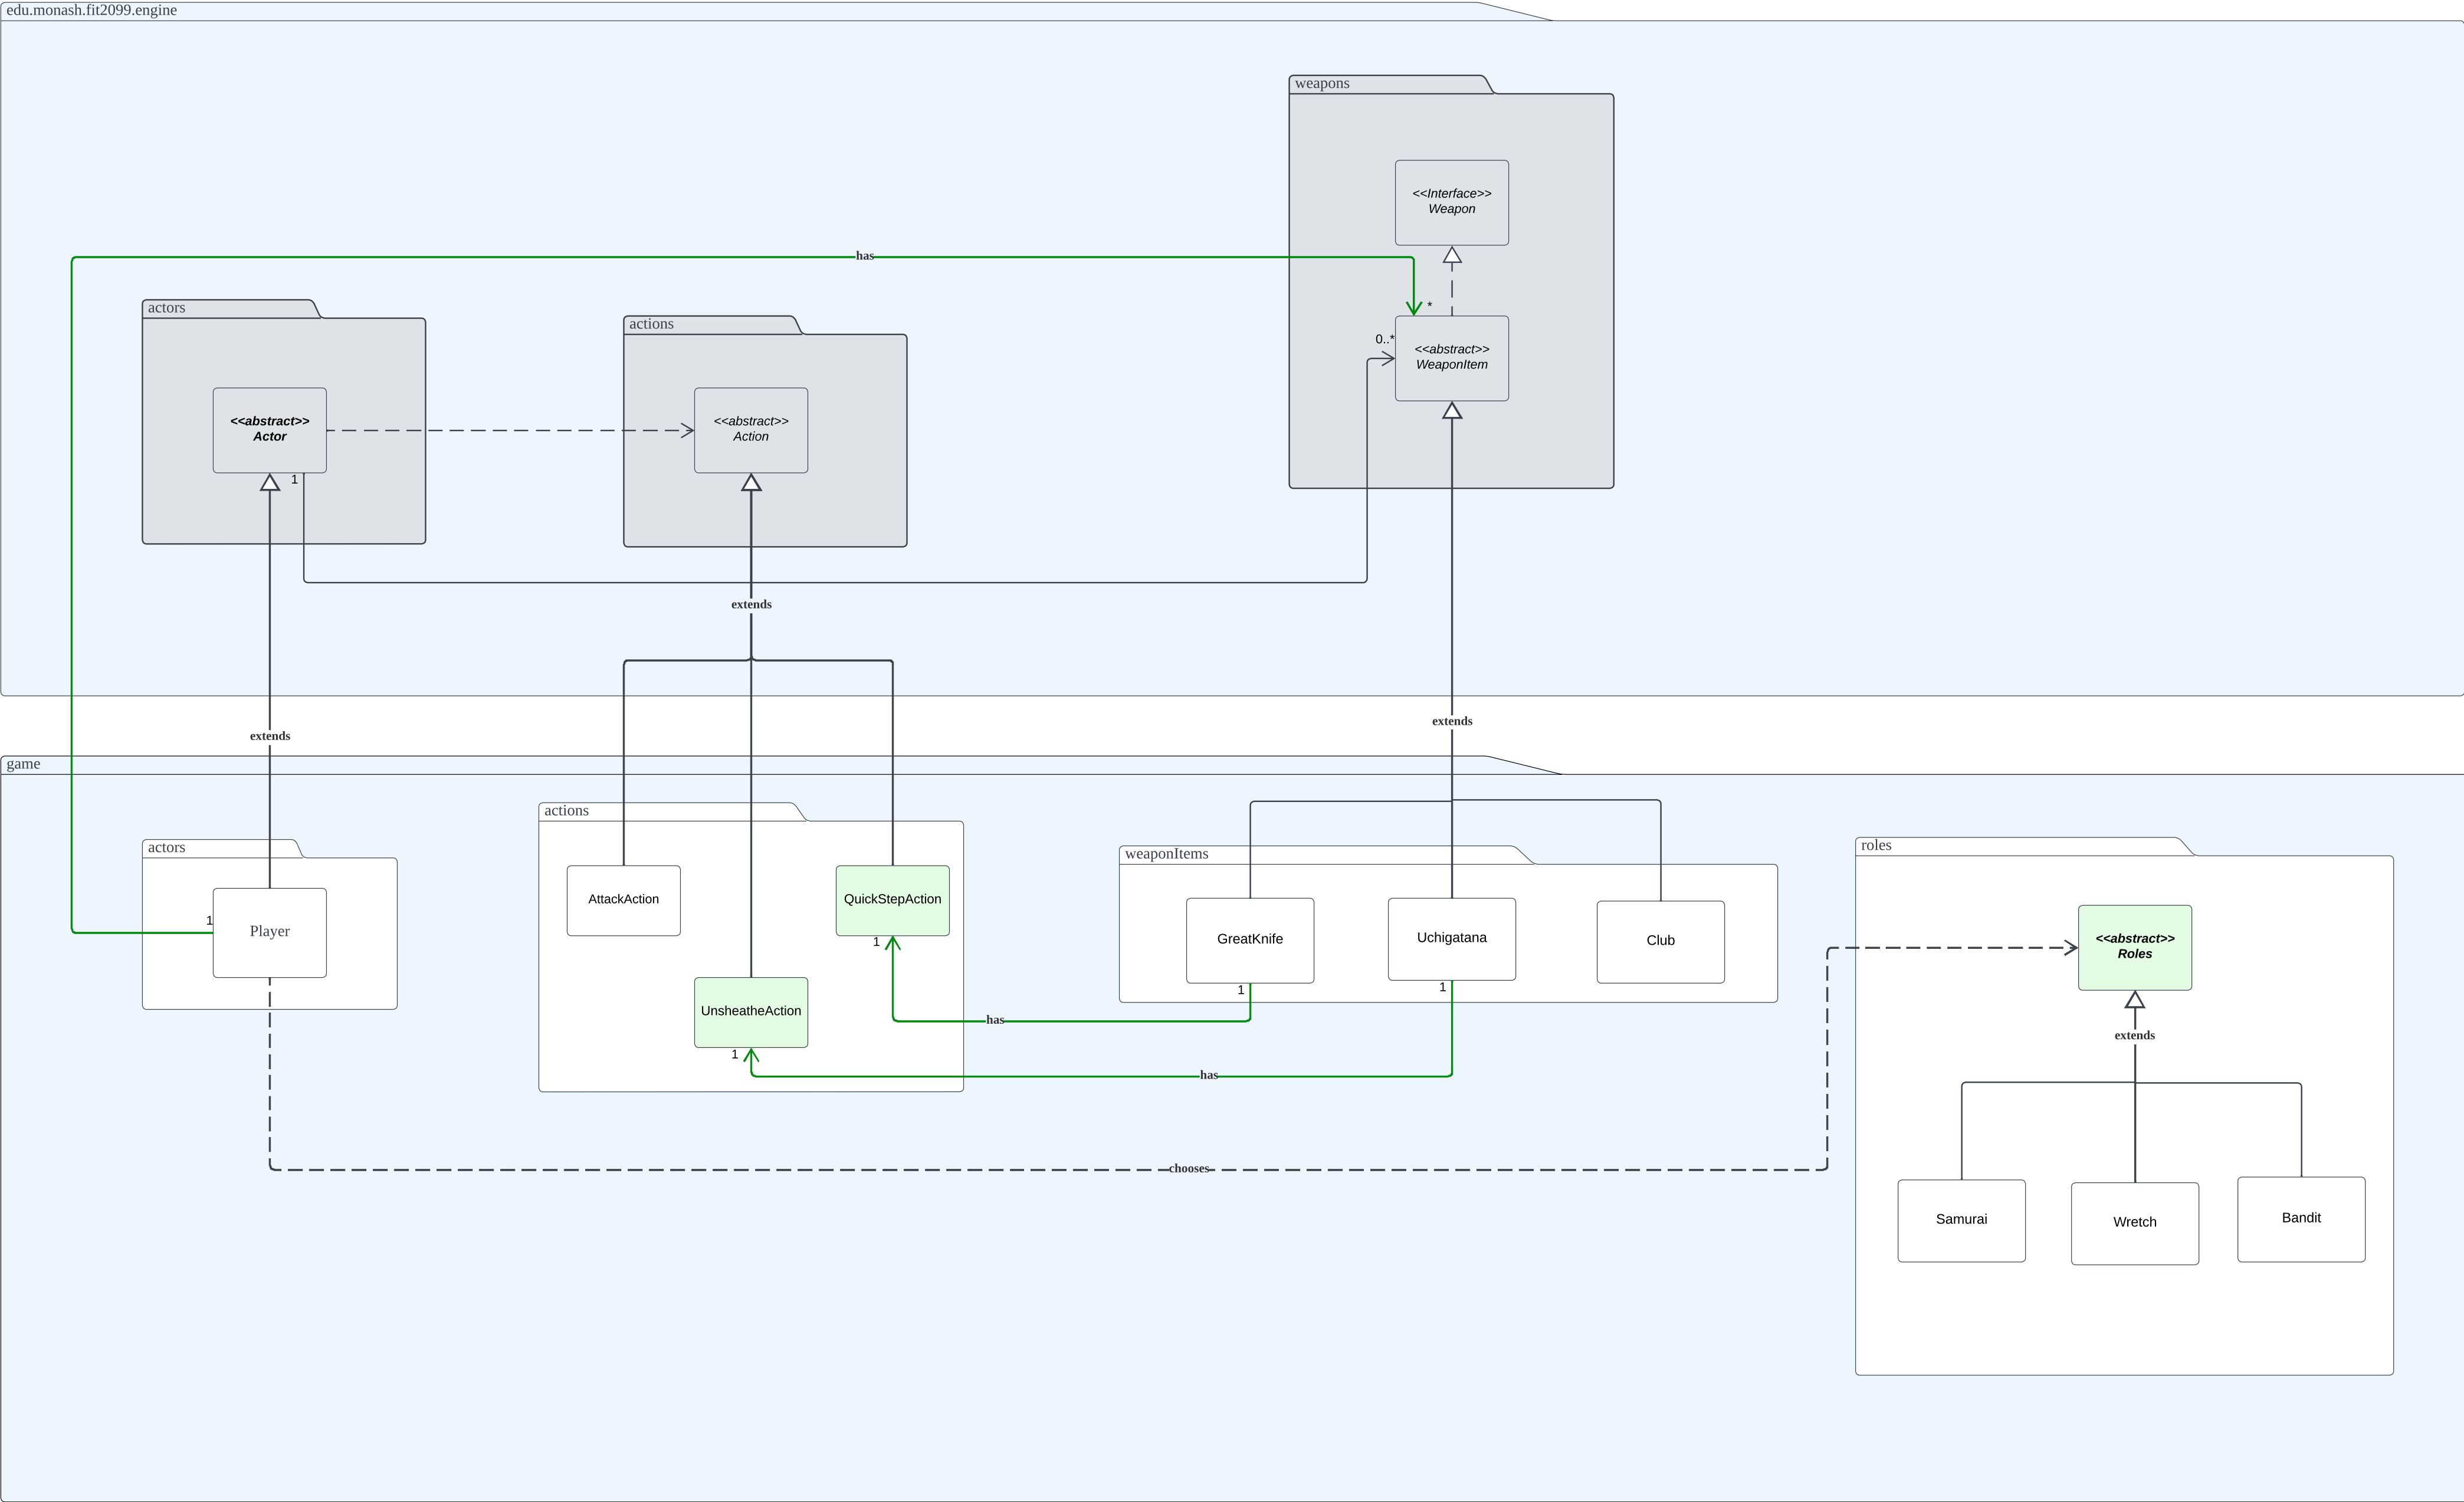 edu.monash.fit2099.engine
weapons
<<Interface>>
Weapon
has
*
actors
actions
0..*
<<abstract>>
WeaponItem
<<abstract>>
Actor
<<abstract>>
Action
1
extends
extends
extends
game
actions
actors
weaponItems
roles
1
Player
AttackAction
QuickStepAction
GreatKnife
Uchigatana
Club
<<abstract>>
Roles
1
1
1
UnsheatheAction
has
extends
1
has
chooses
Samurai
Wretch
Bandit